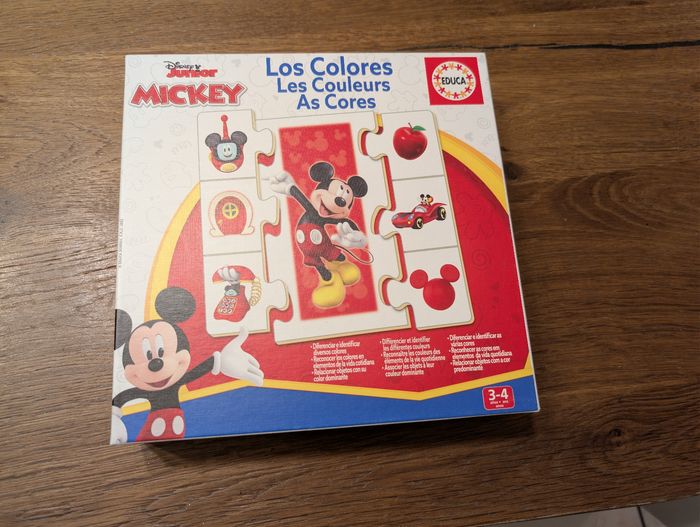 Disney
Junior
MICKEY
Los Colores
Les Couleurs
As Cores
EDUCA
• Diferenciar e identificar
diversos colores
• Reconocer los colores en
elementos de la vida cotidiana
• Relacionar objetos con su
color dominante
• Différencier et identifier
les différentes couleurs
• Reconnaître les couleurs des
éléments de la vie quotidienne
• Associer les objets à leur
couleur dominante
• Diferenciar e identificar as
várias cores
• Reconhecer as cores em
elementos da vida quotidiana
• Relacionar objetos com a cor
predominante
3-4
años • ans
anos